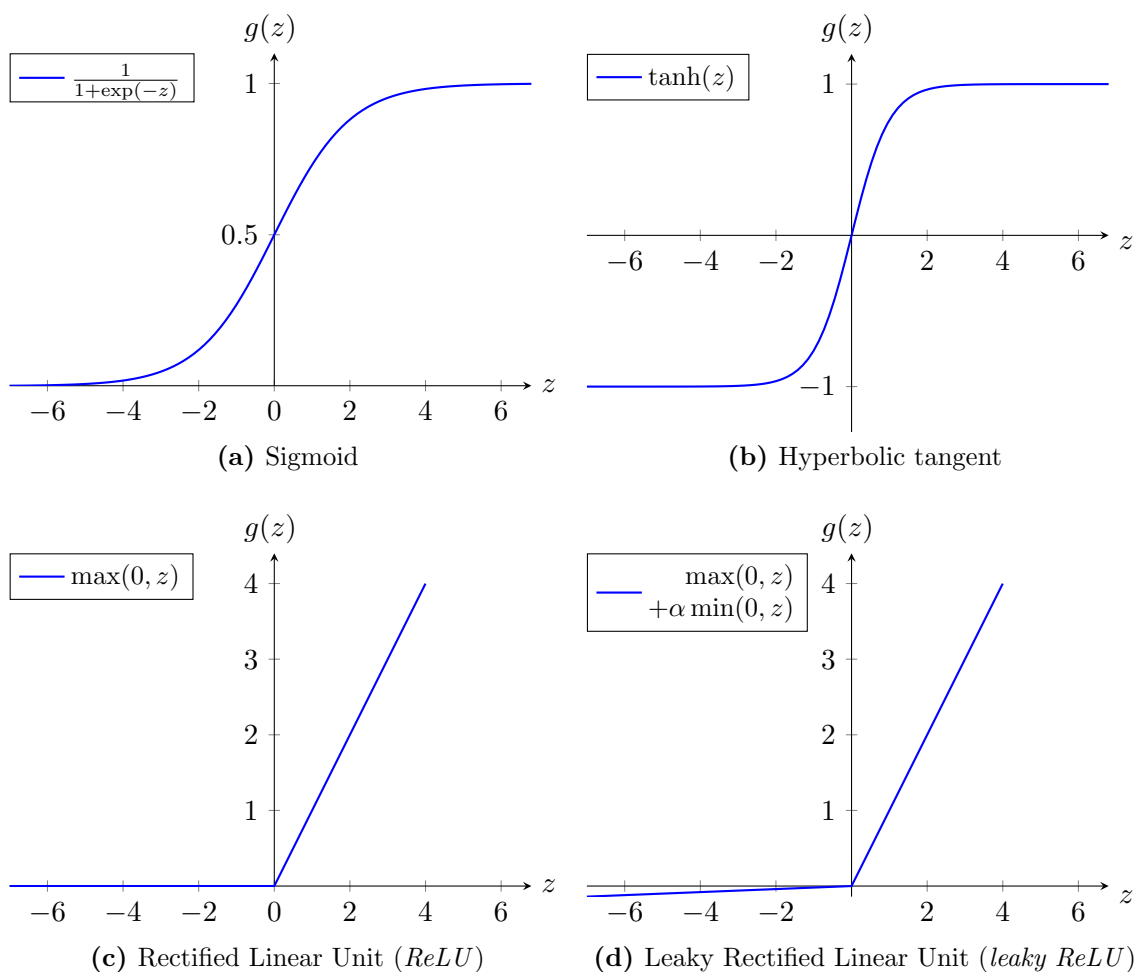 g(z)
1/(1+exp(−z))
1
0.5
−6 −4 −2 0 2 4 6 z
(a) Sigmoid
g(z)
tanh(z)
1
−6 −4 −2 2 4 6 z
−1
(b) Hyperbolic tangent
g(z)
max(0, z)
4
3
2
1
−6 −4 −2 0 2 4 6 z
(c) Rectified Linear Unit (ReLU)
g(z)
max(0, z)
+α min(0, z)
4
3
2
1
−6 −4 −2 0 2 4 6 z
(d) Leaky Rectified Linear Unit (leaky ReLU)